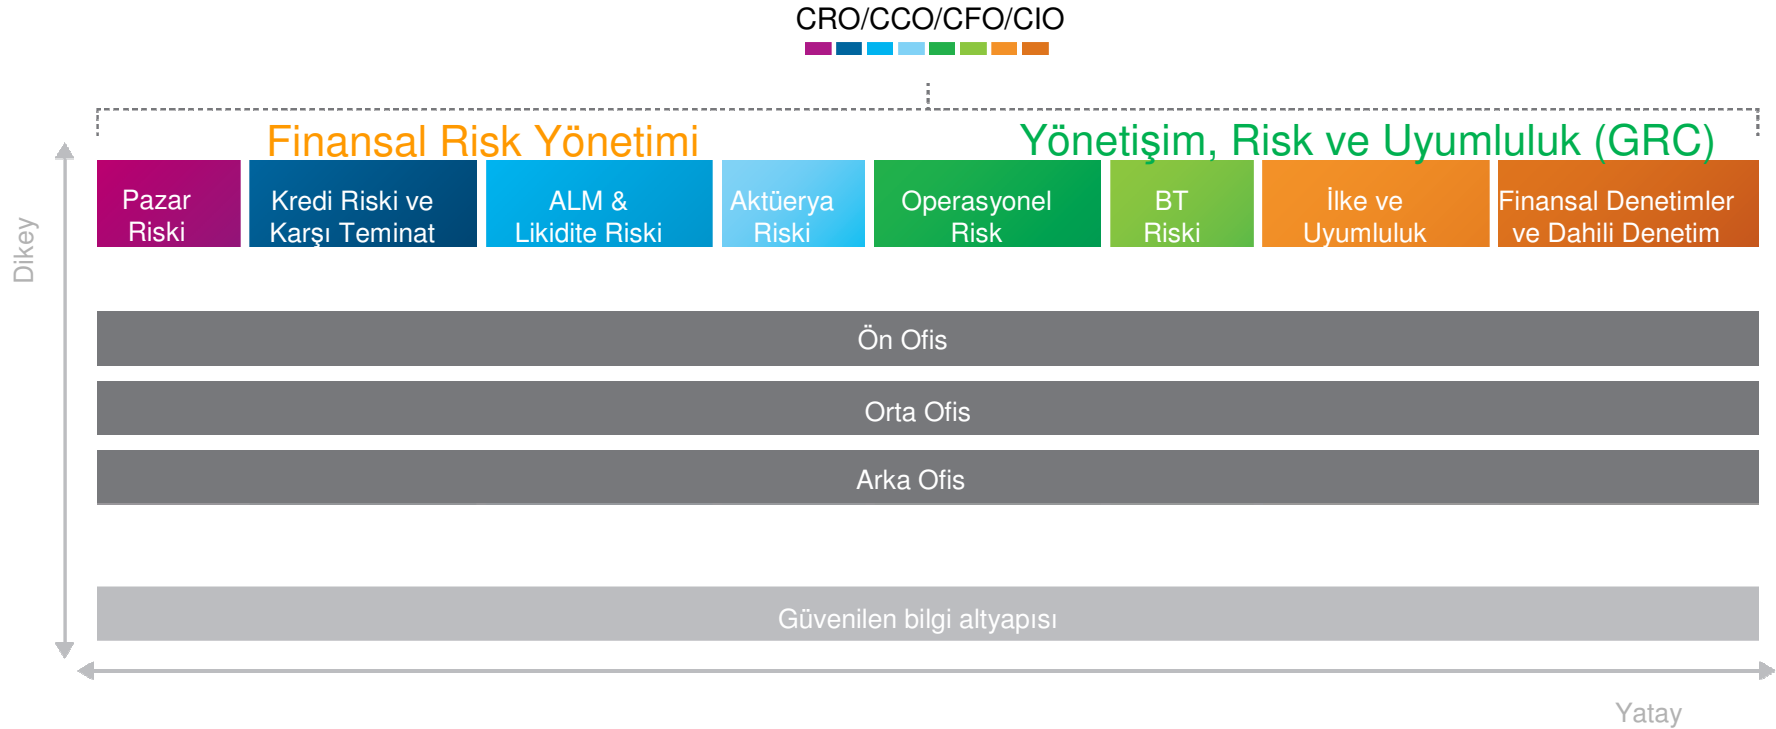 CRO/CCO/CFO/CIO
Finansal Risk Yönetimi
Yönetişim, Risk ve Uyumluluk (GRC)
Pazar
Riski
Kredi Riski ve
Karşı Teminat
ALM &
Likidite Riski
Aktüerya
Riski
Operasyonel
Risk
BT
Riski
İlke ve
Uyumluluk
Finansal Denetimler
ve Dahili Denetim
Dikey
Ön Ofis
Orta Ofis
Arka Ofis
Güvenilen bilgi altyapısı
Yatay